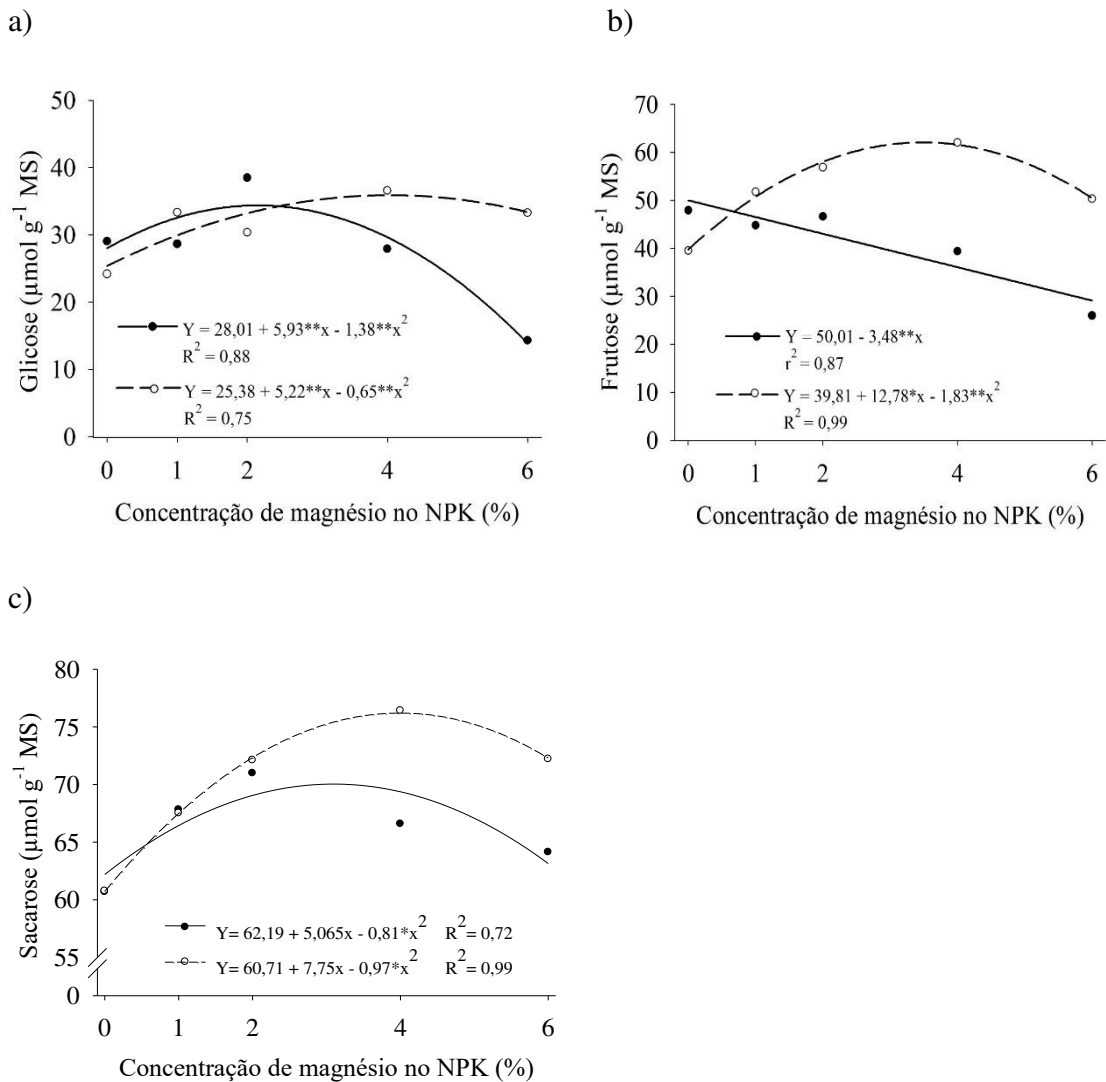 a)
50
40
30
20
10
0
Glicose (µmol g-1 MS)
Y = 28,01 + 5,93**x - 1,38**x2
R2 = 0,88
Y = 25,38 + 5,22**x - 0,65**x2
R2 = 0,75
0 1 2 4 6
Concentração de magnésio no NPK (%)
b)
70
60
50
40
30
20
10
0
Frutose (µmol g-1 MS)
Y = 50,01 - 3,48**x
r2 = 0,87
Y = 39,81 + 12,78*x - 1,83**x2
R2 = 0,99
0 1 2 4 6
Concentração de magnésio no NPK (%)
c)
80
75
70
65
60
55
0
Sacarose (µmol g-1 MS)
Y= 62,19 + 5,065x - 0,81*x2 R2= 0,72
Y= 60,71 + 7,75x - 0,97*x2 R2= 0,99
0 1 2 4 6
Concentração de magnésio no NPK (%)